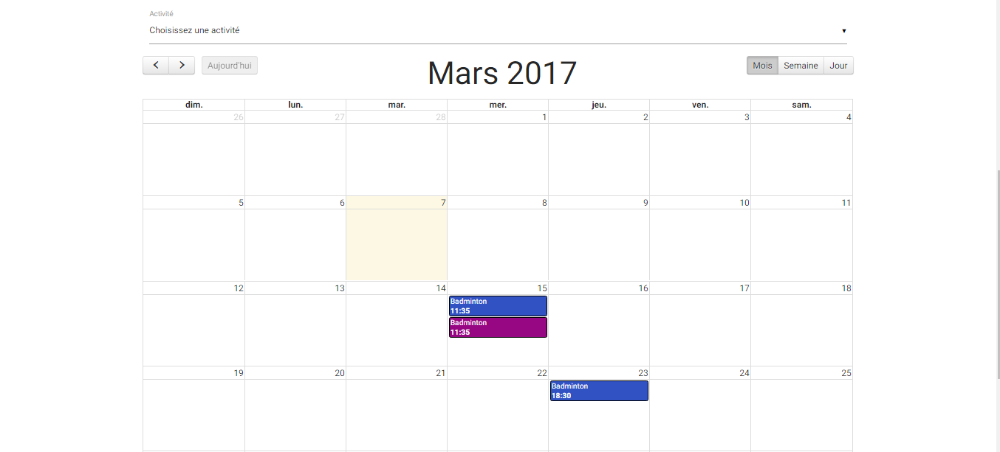 Activité
Choisissez une activité
Aujourd'hui
Mars 2017
Mois Semaine Jour
dim. lun. mar. mer. jeu. ven. sam.
26 27 28 1 2 3 4
5 6 7 8 9 10 11
12 13 14 15 16 17 18
Badminton
11:35
Badminton
11:35
19 20 21 22 23 24 25
Badminton
18:30